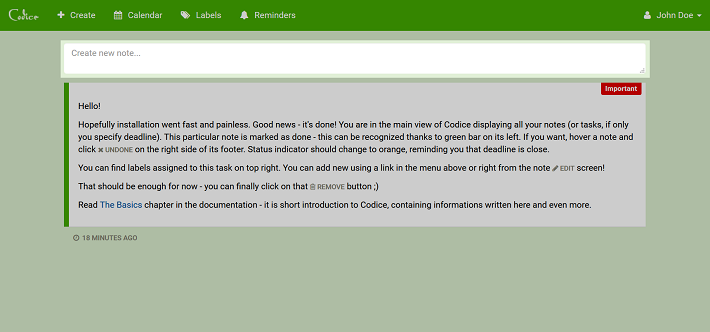 Codice
Create
Calendar
Labels
Reminders
John Doe
Create new note...
Important
Hello!
Hopefully installation went fast and painless. Good news - it's done! You are in the main view of Codice displaying all your notes (or tasks, if only
you specify deadline). This particular note is marked as done - this can be recognized thanks to green bar on its left. If you want, hover a note and
click UNDONE on the right side of its footer. Status indicator should change to orange, reminding you that deadline is close.
You can find labels assigned to this task on top right. You can add new using a link in the menu above or right from the note EDIT screen!
That should be enough for now - you can finally click on that REMOVE button ;)
Read The Basics chapter in the documentation - it is short introduction to Codice, containing informations written here and even more.
18 MINUTES AGO